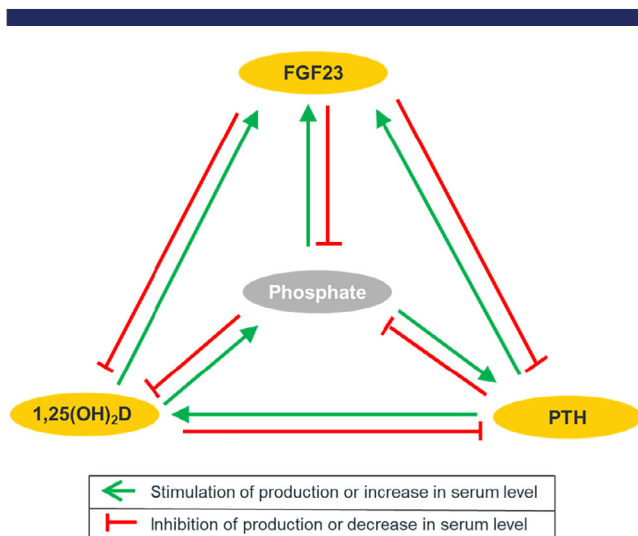 FGF23
Phosphate
1,25(OH)₂D
PTH
Stimulation of production or increase in serum level
Inhibition of production or decrease in serum level